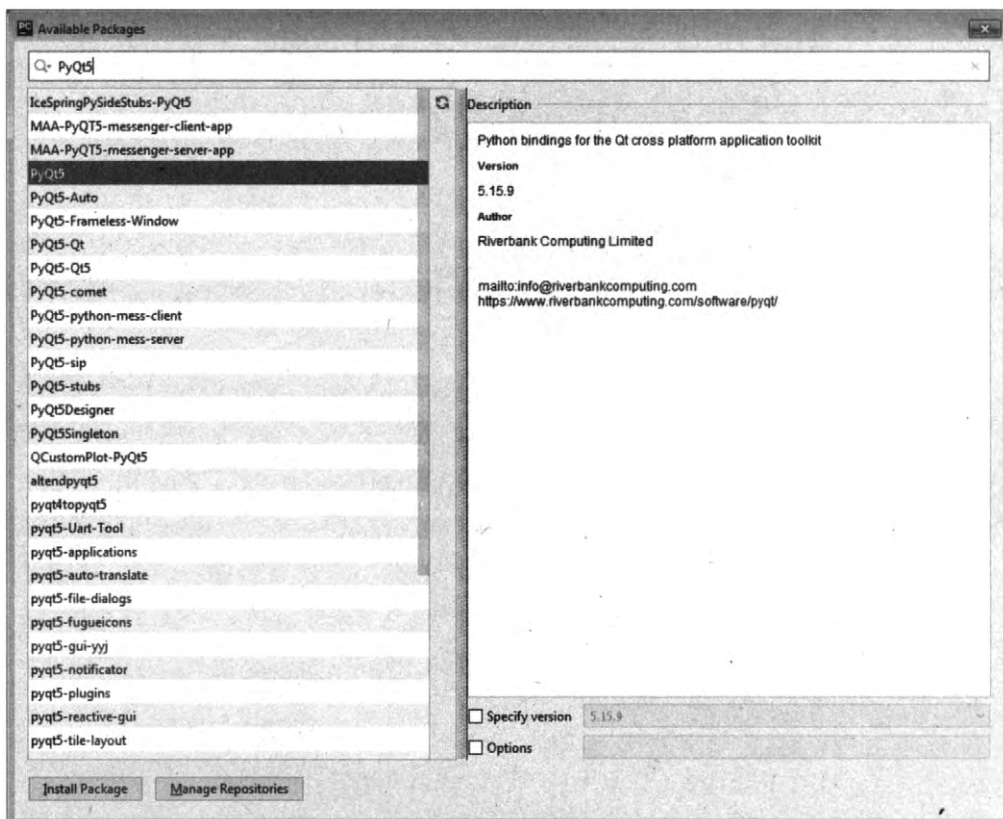 PC Available Packages
PyQt5
IceSpringPySideStubs-PyQt5
MAA-PyQT5-messenger-client-app
MAA-PyQT5-messenger-server-app
PyQt5
PyQt5-Auto
PyQt5-Frameless-Window
PyQt5-Qt
PyQt5-Qt5
PyQt5-comet
PyQt5-python-mess-client
PyQt5-python-mess-server
PyQt5-sip
PyQt5-stubs
PyQt5Designer
PyQt5Singleton
QCustomPlot-PyQt5
altendpyqt5
pyqt4topyqt5
pyqt5-Uart-Tool
pyqt5-applications
pyqt5-auto-translate
pyqt5-file-dialogs
pyqt5-fugueicons
pyqt5-gui-yyj
pyqt5-notificator
pyqt5-plugins
pyqt5-reactive-gui
pyqt5-tile-layout
Description
Python bindings for the Qt cross platform application toolkit
Version
5.15.9
Author
Riverbank Computing Limited
mailto:info@riverbankcomputing.com
https://www.riverbankcomputing.com/software/pyqt/
Specify version 5.15.9
Options
Install Package Manage Repositories